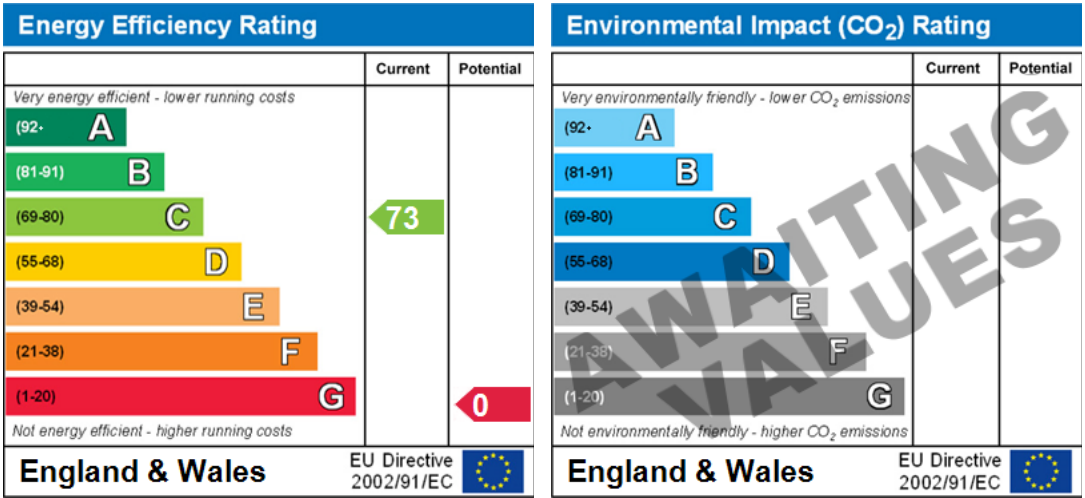 Energy Efficiency Rating
Current Potential
Very energy efficient - lower running costs
(92+ A
(81-91) B
(69-80) C 73
(55-68) D
(39-54) E
(21-38) F
(1-20) G 0
Not energy efficient - higher running costs
England & Wales
EU Directive
2002/91/EC
Environmental Impact (CO2) Rating
Current Potential
Very environmentally friendly - lower CO2 emissions
(92+ A
(81-91) B
(69-80) C
(55-68) D
(39-54) E
(21-38) F
(1-20) G
Not environmentally friendly - higher CO2 emissions
AWAITING
VALUES
England & Wales
EU Directive
2002/91/EC